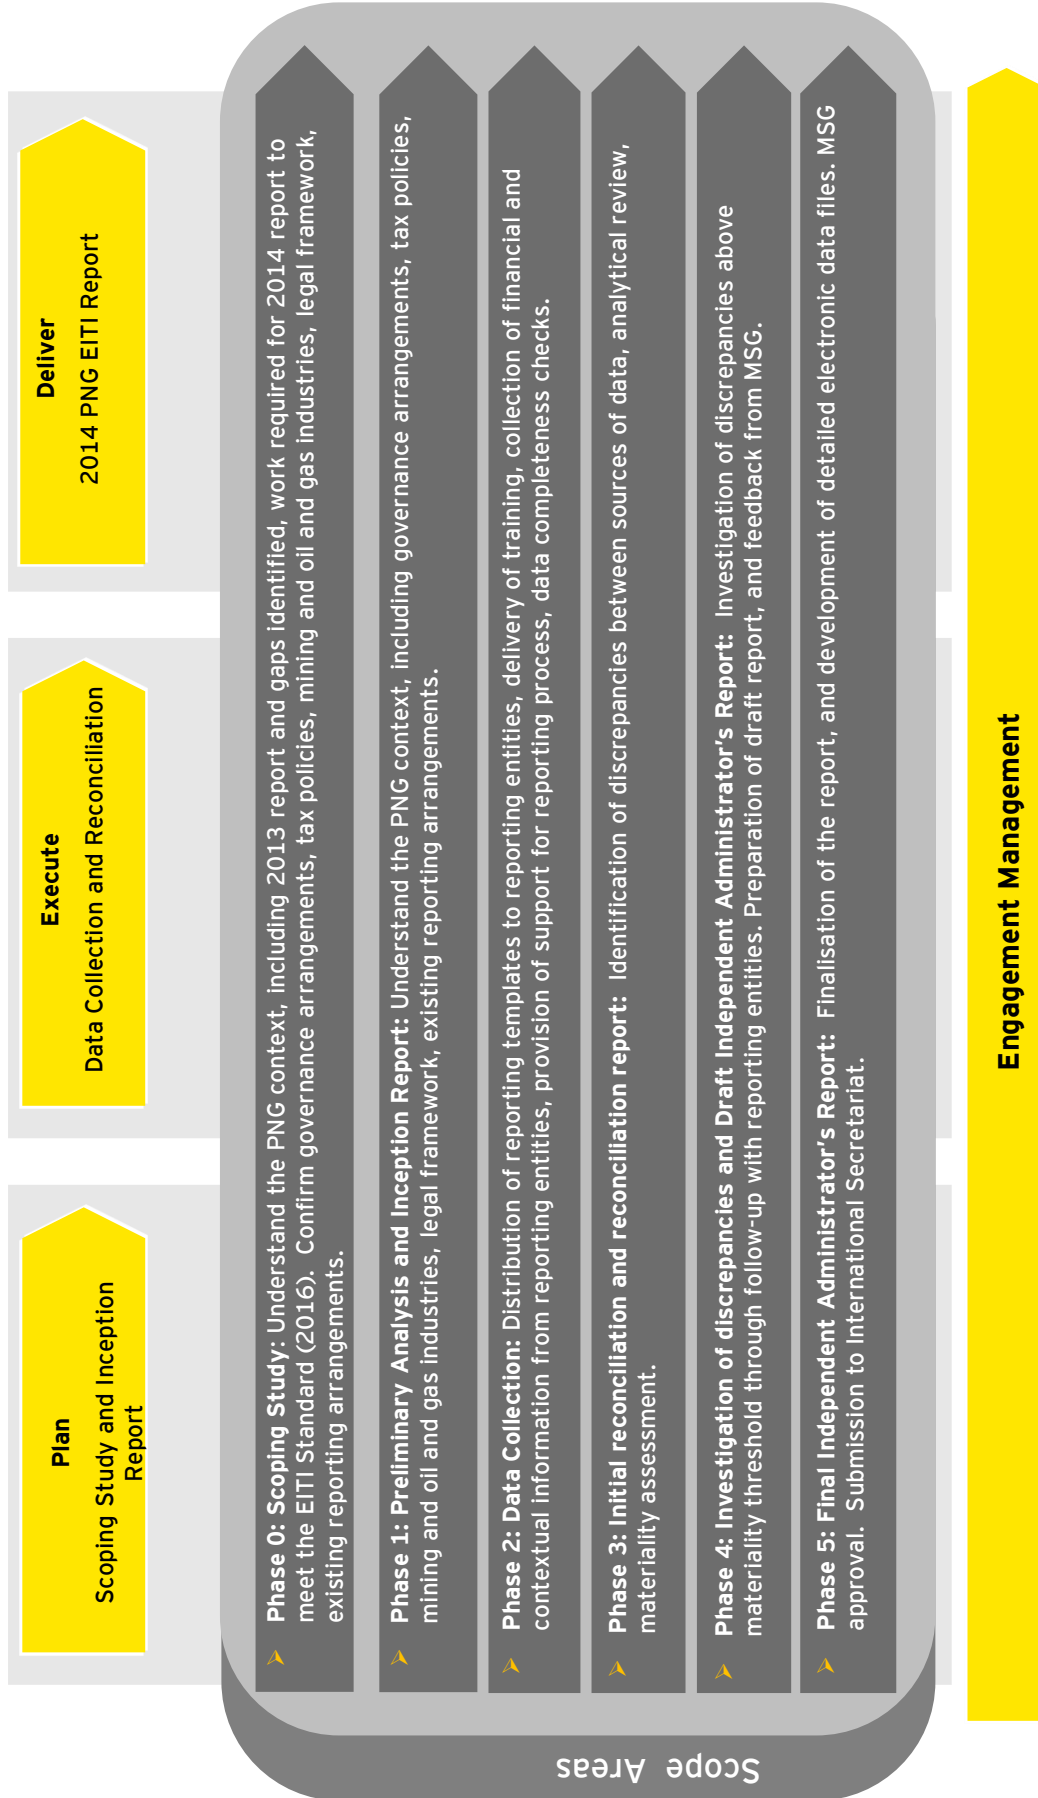 Plan
Scoping Study and Inception
Report
Execute
Data Collection and Reconciliation
Deliver
2014 PNG EITI Report
Scope Areas
Phase 0: Scoping Study: Understand the PNG context, including 2013 report and gaps identified, work required for 2014 report to
meet the EITI Standard (2016). Confirm governance arrangements, tax policies, mining and oil and gas industries, legal framework,
existing reporting arrangements.
Phase 1: Preliminary Analysis and Inception Report: Understand the PNG context, including governance arrangements, tax policies,
mining and oil and gas industries, legal framework, existing reporting arrangements.
Phase 2: Data Collection: Distribution of reporting templates to reporting entities, delivery of training, collection of financial and
contextual information from reporting entities, provision of support for reporting process, data completeness checks.
Phase 3: Initial reconciliation and reconciliation report: Identification of discrepancies between sources of data, analytical review,
materiality assessment.
Phase 4: Investigation of discrepancies and Draft Independent Administrator's Report: Investigation of discrepancies above
materiality threshold through follow-up with reporting entities. Preparation of draft report, and feedback from MSG.
Phase 5: Final Independent Administrator's Report: Finalisation of the report, and development of detailed electronic data files. MSG
approval. Submission to International Secretariat.
Engagement Management